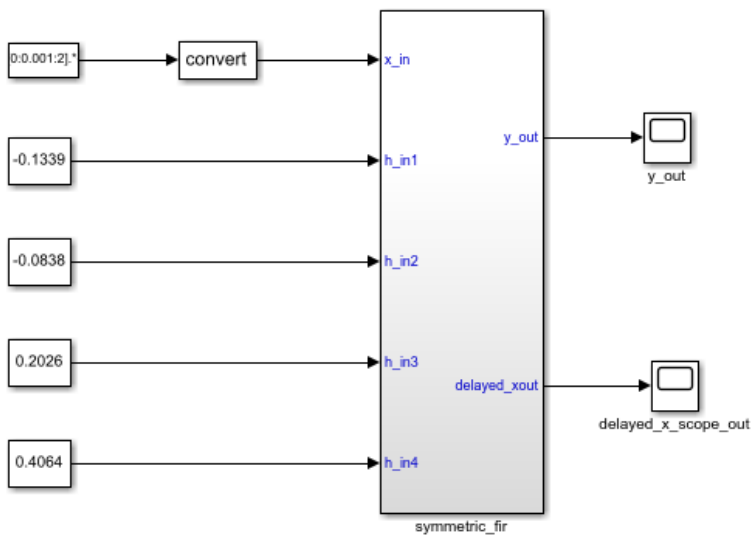 0:0.001:2].*
convert
x_in
-0.1339
h_in1
y_out
y_out
-0.0838
h_in2
0.2026
h_in3
delayed_xout
delayed_x_scope_out
0.4064
h_in4
symmetric_fir